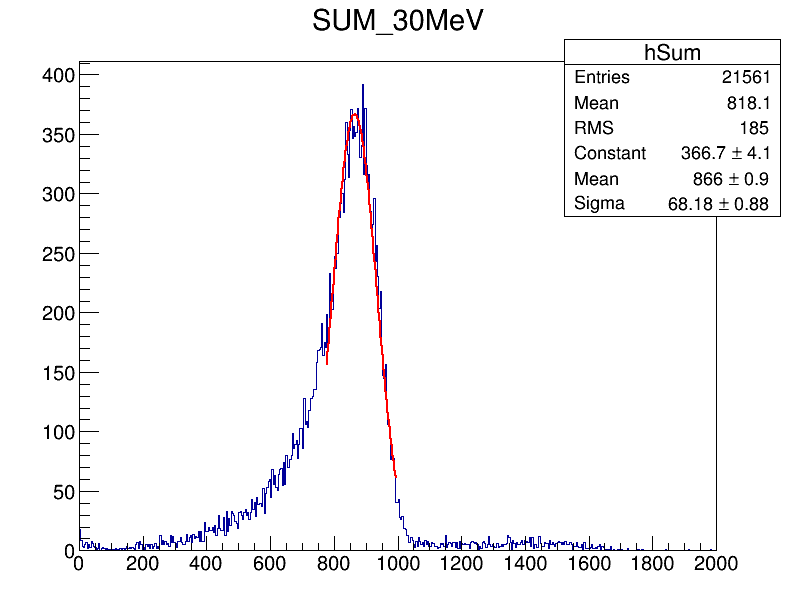 SUM_30MeV
hSum
Entries 21561
Mean 818.1
RMS 185
Constant 366.7 ± 4.1
Mean 866 ± 0.9
Sigma 68.18 ± 0.88
400
350
300
250
200
150
100
50
0
0 200 400 600 800 1000 1200 1400 1600 1800 2000